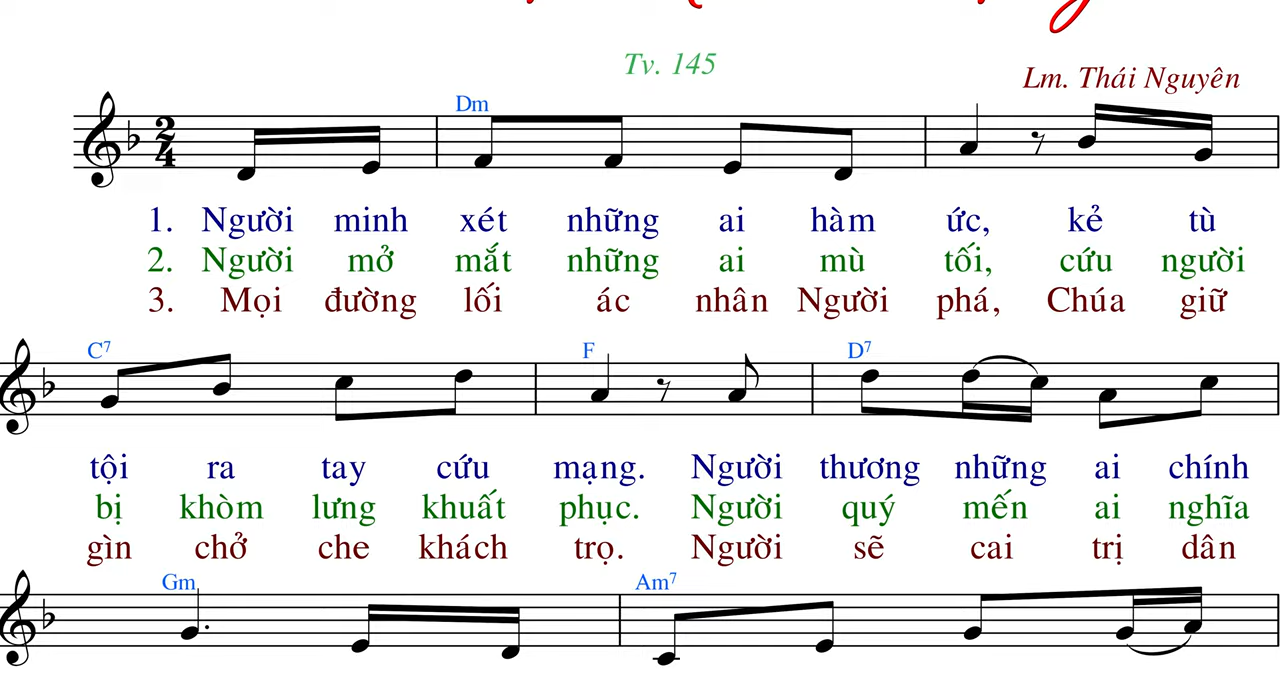 Tv. 145
Lm. Thái Nguyên
Dm
2
4
1. Người minh xét những ai hàm ức, kẻ tù
2. Người mở mắt những ai mù tối, cứu người
3. Mọi đường lối ác nhân Người phá, Chúa giữ
C7 F D7
tội ra tay cứu mạng. Người thương những ai chính
bị khòm lưng khuất phục. Người quý mến ai nghĩa
gìn chở che khách trọ. Người sẽ cai trị dân
Gm Am7